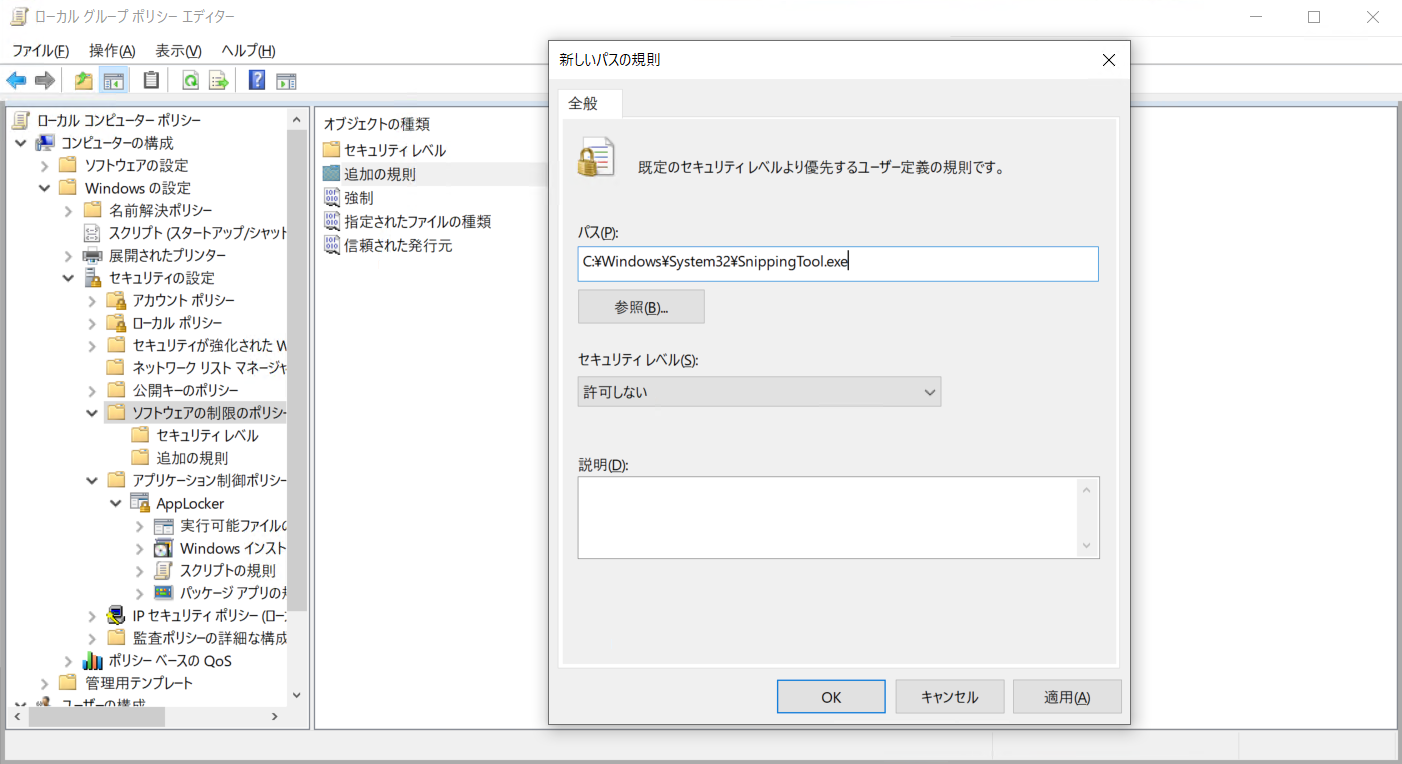 ローカル グループ ポリシー エディター
ファイル(F) 操作(A) 表示(V) ヘルプ(H)
ローカル コンピューター ポリシー
コンピューターの構成
ソフトウェアの設定
Windows の設定
名前解決ポリシー
スクリプト (スタートアップ/シャット
展開されたプリンター
セキュリティの設定
アカウント ポリシー
ローカル ポリシー
セキュリティが強化された W
ネットワーク リスト マネージャ
公開キーのポリシー
ソフトウェアの制限のポリシー
セキュリティ レベル
追加の規則
アプリケーション制御ポリシー
AppLocker
実行可能ファイルの
Windows インスト
スクリプトの規則
パッケージ アプリの規
IP セキュリティ ポリシー (ロー
監査ポリシーの詳細な構成
ポリシー ベースの QoS
管理用テンプレート
ユーザーの構成
オブジェクトの種類
セキュリティ レベル
追加の規則
強制
指定されたファイルの種類
信頼された発行元
新しいパスの規則
全般
既定のセキュリティ レベルより優先するユーザー定義の規則です。
パス(P):
C:¥Windows¥System32¥SnippingTool.exe
参照(B)...
セキュリティ レベル(S):
許可しない
説明(D):
OK キャンセル 適用(A)